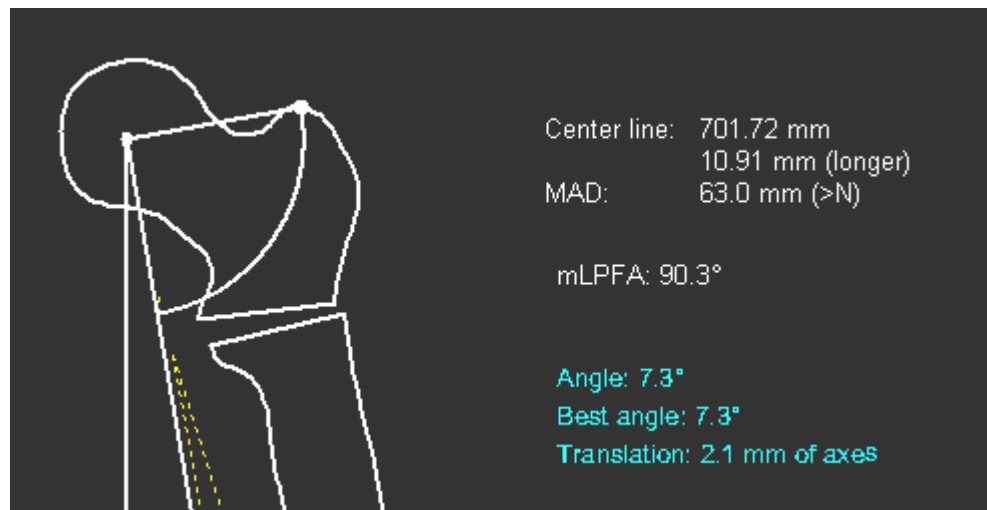 Center line: 701.72 mm
10.91 mm (longer)
MAD: 63.0 mm (>N)
mLPFA: 90.3°
Angle: 7.3°
Best angle: 7.3°
Translation: 2.1 mm of axes